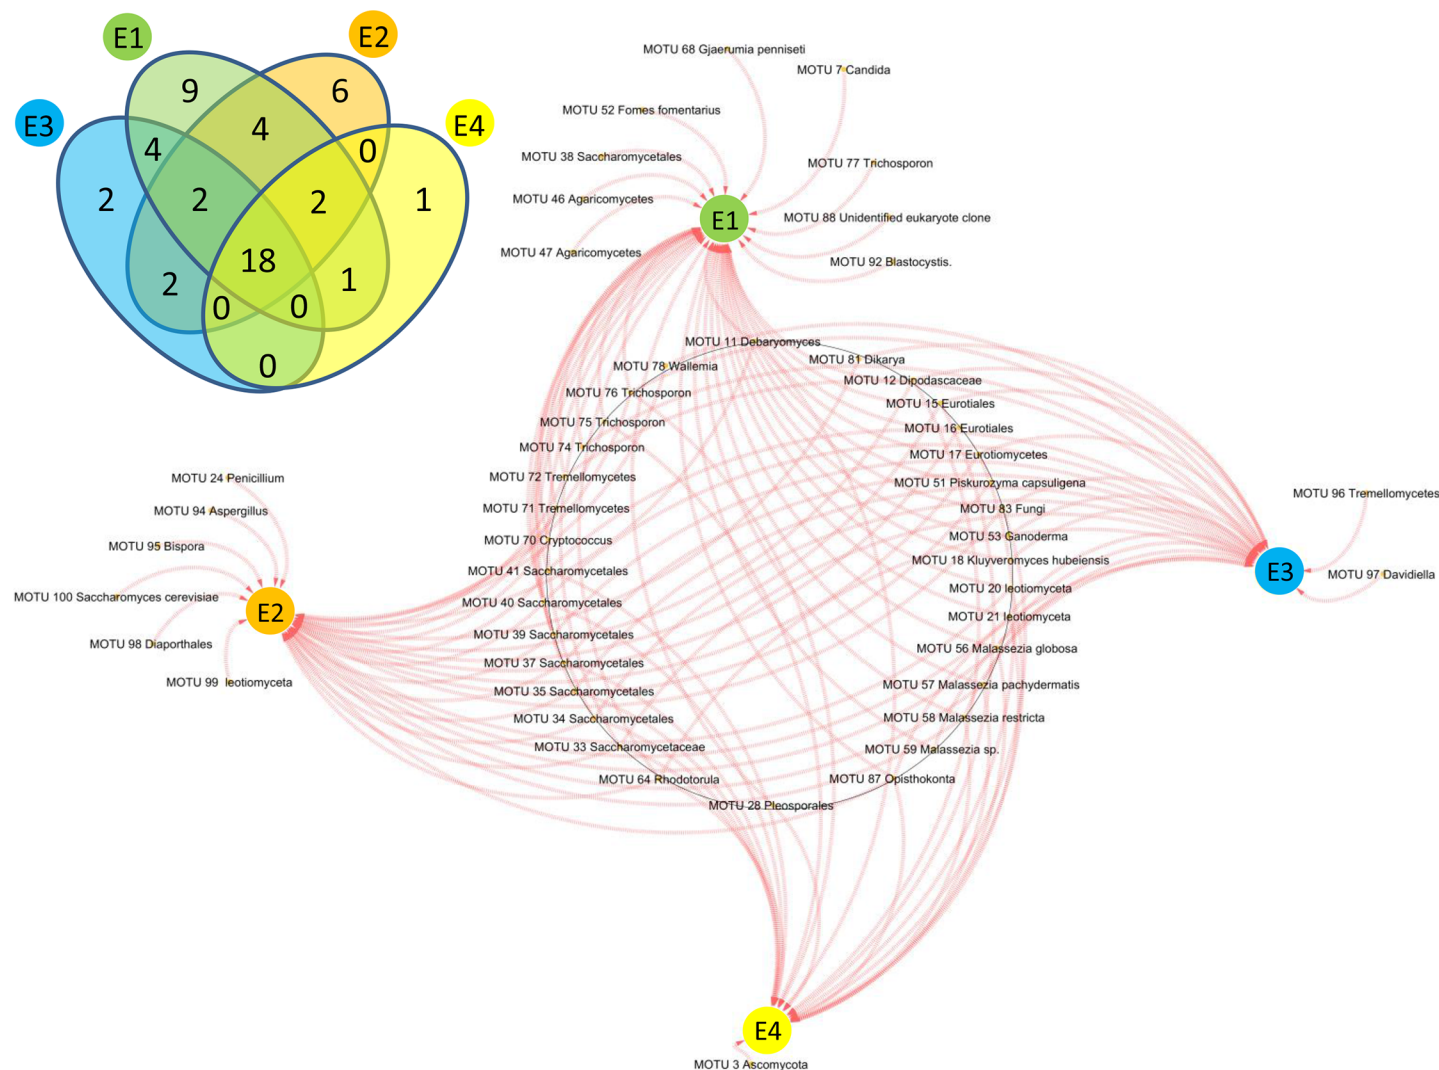 E1
E2
E3
E4
9
6
4
4
0
2
2
2
1
2
18
2
0
0
1
0
MOTU 68 Gjaerumia penniseti
MOTU 7 Candida
MOTU 52 Fomes fomentarius
MOTU 38 Saccharomycetales
MOTU 77 Trichosporon
MOTU 46 Agaricomycetes
MOTU 88 Unidentified eukaryote clone
E1
MOTU 47 Agaricomycetes
MOTU 92 Blastocystis.
MOTU 11 Debaryomyces
MOTU 81 Dikarya
MOTU 78 Wallemia
MOTU 12 Dipodascaceae
MOTU 76 Trichosporon
MOTU 15 Eurotiales
MOTU 75 Trichosporon
MOTU 16 Eurotiales
MOTU 74 Trichosporon
MOTU 17 Eurotiomycetes
MOTU 72 Tremellomycetes
MOTU 51 Piskurozyma capsuligena
MOTU 71 Tremellomycetes
MOTU 83 Fungi
MOTU 70 Cryptococcus
MOTU 53 Ganoderma
MOTU 41 Saccharomycetales
MOTU 18 Kluyveromyces hubeiensis
MOTU 40 Saccharomycetales
MOTU 20 leotiomyceta
MOTU 39 Saccharomycetales
MOTU 21 leotiomyceta
MOTU 37 Saccharomycetales
MOTU 56 Malassezia globosa
MOTU 35 Saccharomycetales
MOTU 57 Malassezia pachydermatis
MOTU 34 Saccharomycetales
MOTU 58 Malassezia restricta
MOTU 33 Saccharomycetaceae
MOTU 59 Malassezia sp.
MOTU 64 Rhodotorula
MOTU 87 Opisthokonta
MOTU 28 Pleosporales
MOTU 24 Penicillium
MOTU 94 Aspergillus
MOTU 95 Bispora
MOTU 100 Saccharomyces cerevisiae
E2
MOTU 98 Diaporthales
MOTU 99 leotiomyceta
MOTU 96 Tremellomycetes
E3
MOTU 97 Davidiella
E4
MOTU 3 Ascomycota